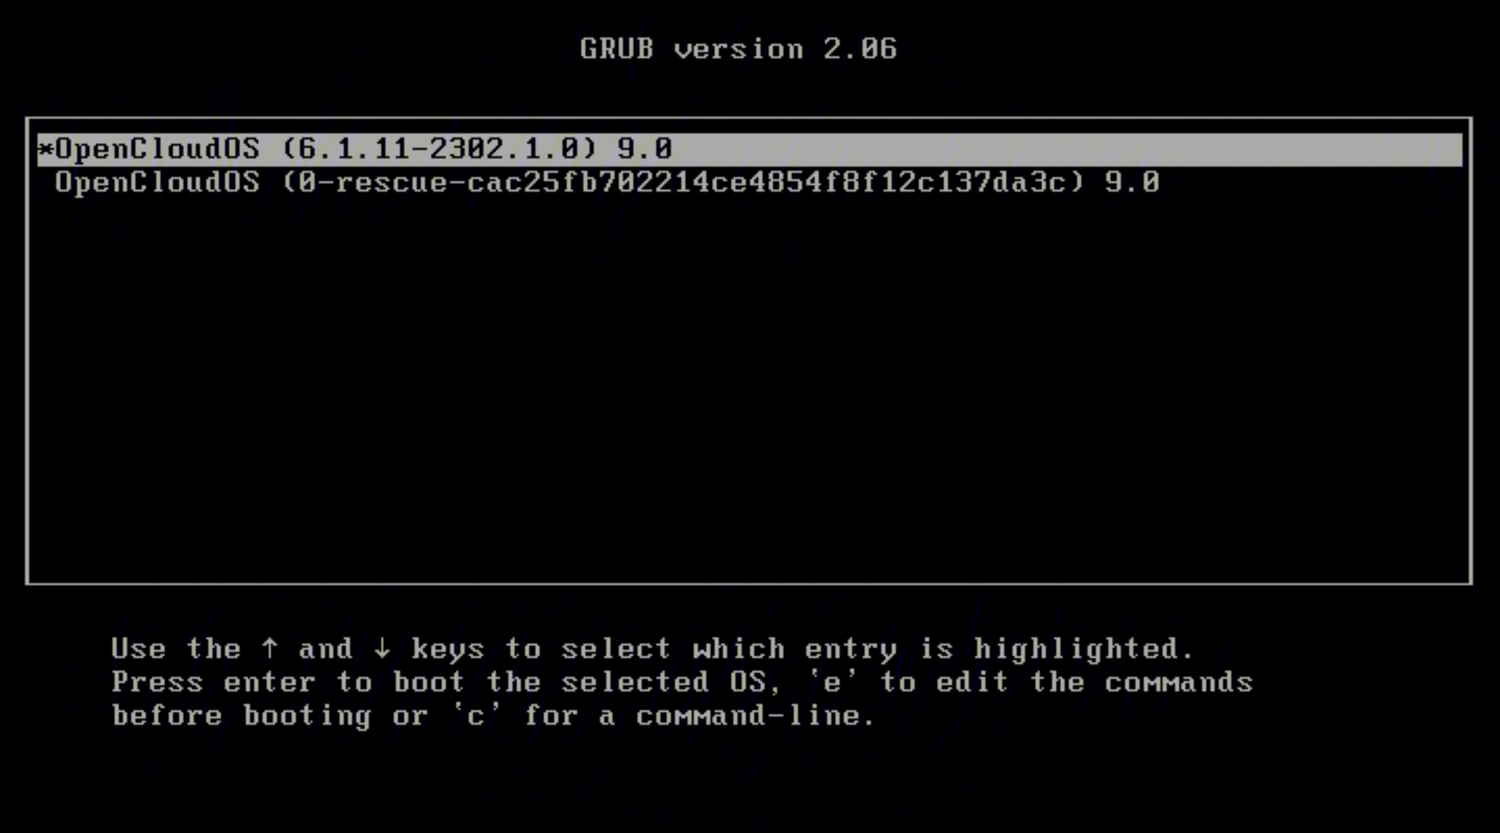 GRUB version 2.06
*OpenCloudOS (6.1.11-2302.1.0) 9.0
OpenCloudOS (0-rescue-cac25fb702214ce4854f8f12c137da3c) 9.0
Use the ↑ and ↓ keys to select which entry is highlighted.
Press enter to boot the selected OS, `e' to edit the commands
before booting or `c' for a command-line.